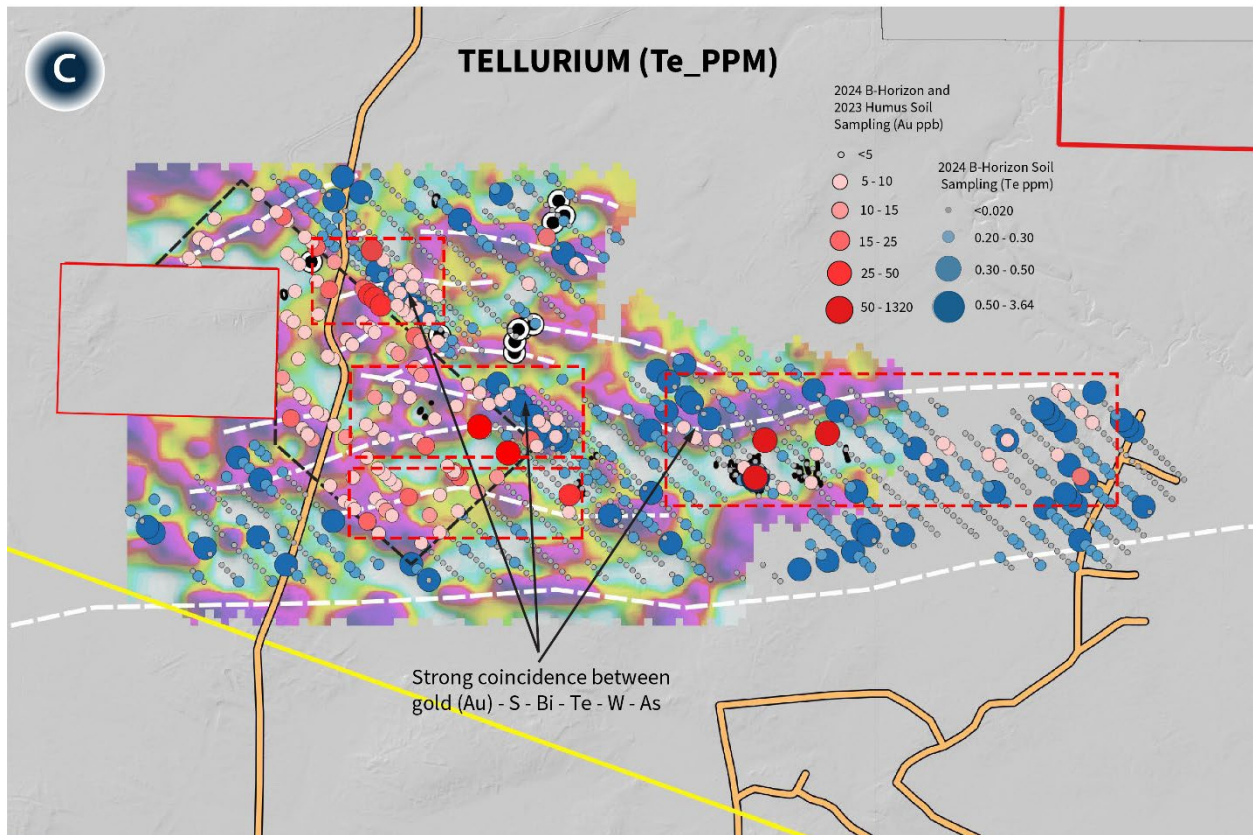 C
TELLURIUM (Te_PPM)
2024 B-Horizon and
2023 Humus Soil
Sampling (Au ppb)
<5
5 - 10
10 - 15
15 - 25
25 - 50
50 - 1320
2024 B-Horizon Soil
Sampling (Te ppm)
<0.020
0.20 - 0.30
0.30 - 0.50
0.50 - 3.64
Strong coincidence between
gold (Au) - S - Bi - Te - W - As